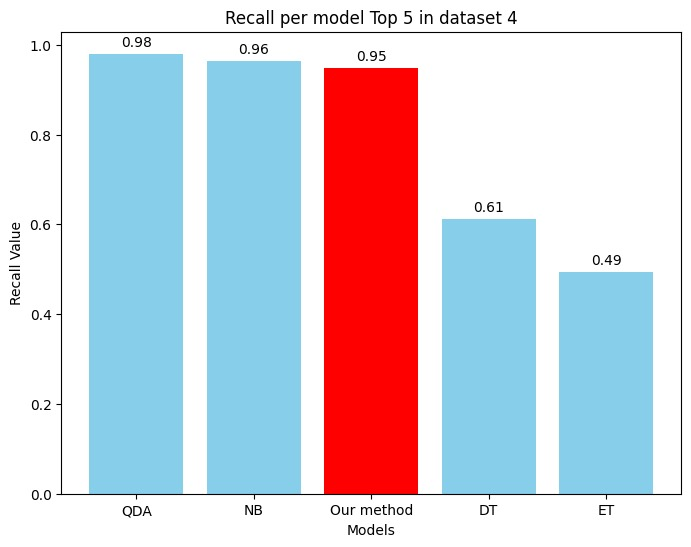 Recall per model Top 5 in dataset 4
Recall Value
1.0
0.8
0.6
0.4
0.2
0.0
0.98
0.96
0.95
0.61
0.49
QDA NB Our method DT ET
Models